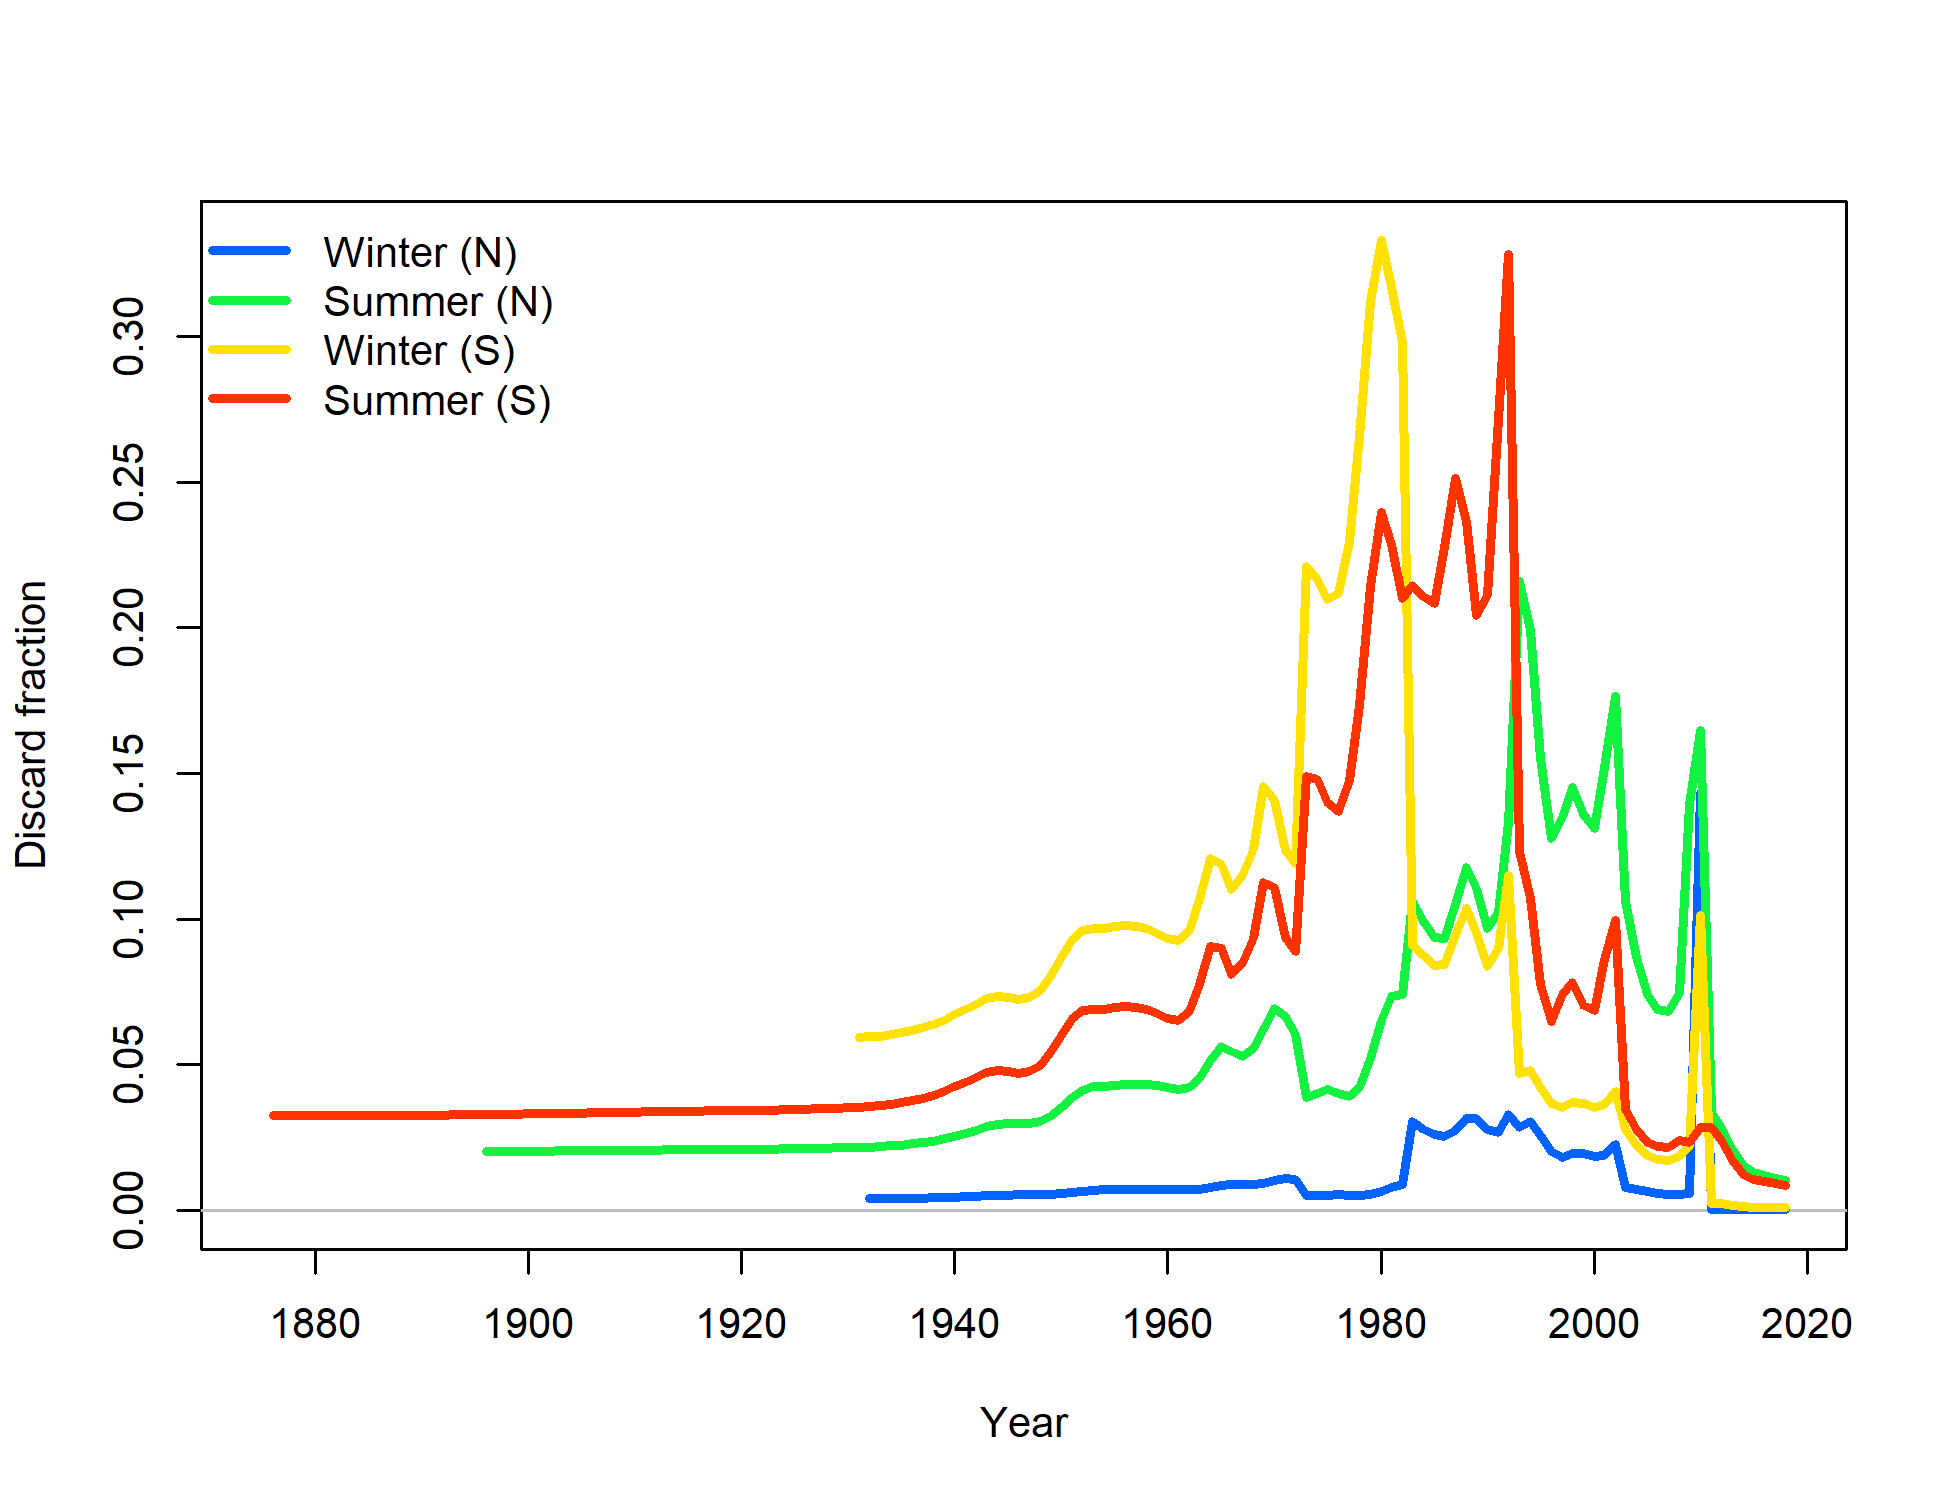 Winter (N)
Summer (N)
Winter (S)
Summer (S)
Discard fraction
0.30
0.25
0.20
0.15
0.10
0.05
0.00
1880 1900 1920 1940 1960 1980 2000 2020
Year